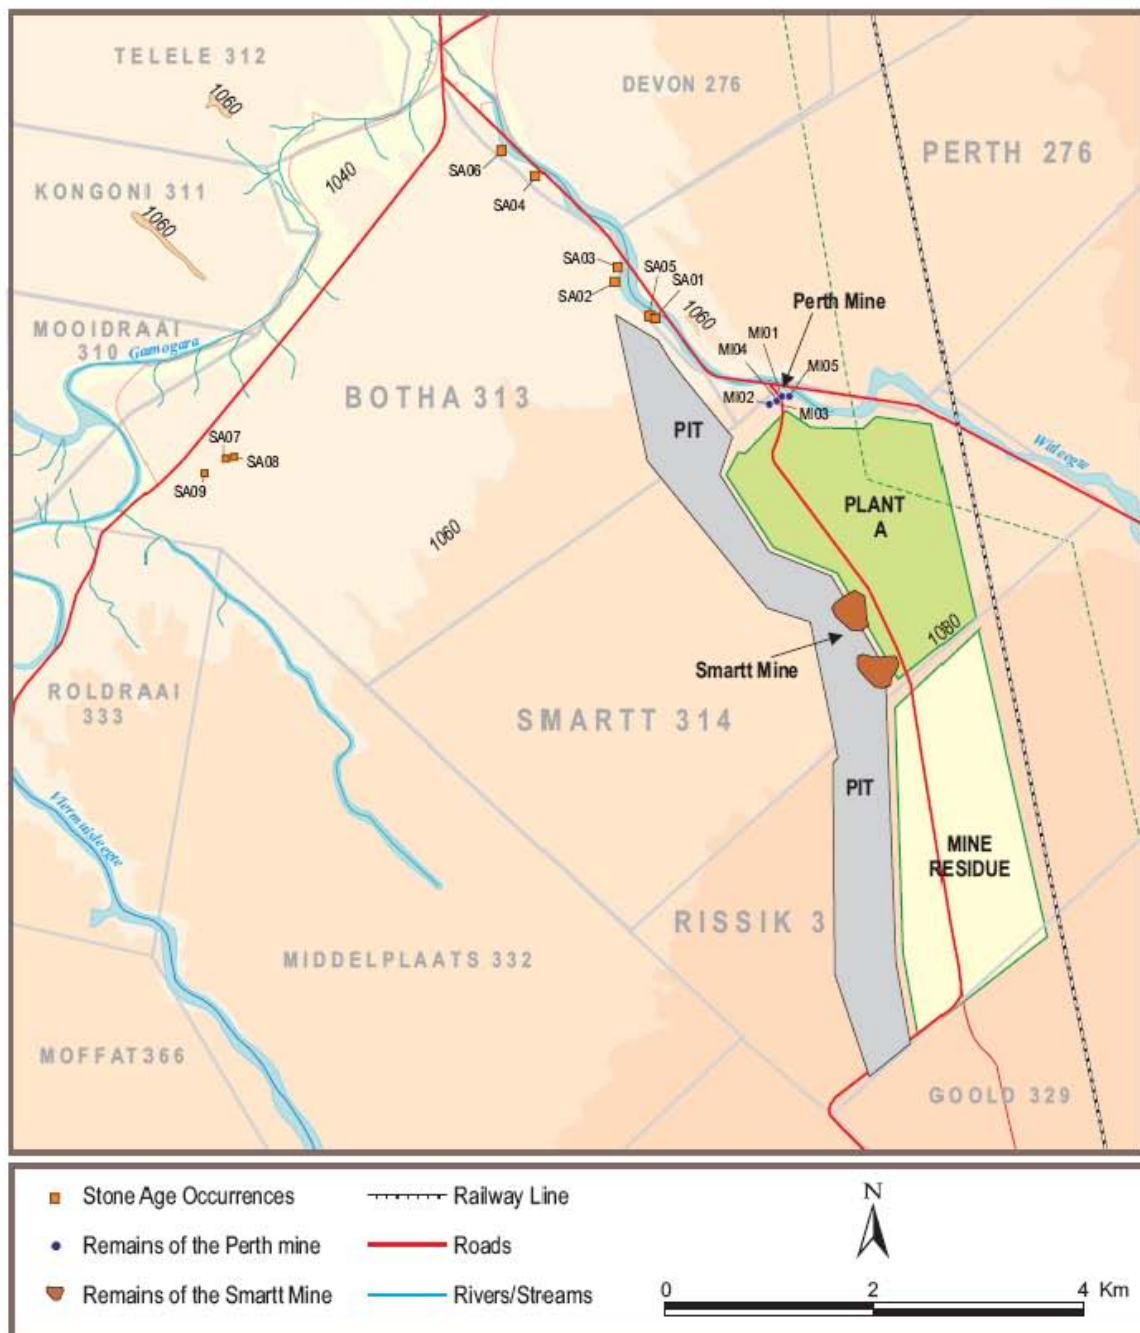 TELELE 312
1060
DEVON 276
PERTH 276
SA06
1040
KONGONI 311
SA04
1060
SA03
SA05
SA01
SA02
1060
Perth Mine
MOOIDRAAI
310
Gamogara
MI01
MI04
MI05
BOTHA 313
MI02
MI03
PIT
SA07
SA08
SA09
Witleegte
PLANT
A
1060
1080
Smartt Mine
ROLDRAAI
333
SMARTT 314
PIT
Vlermuisleegte
MINE
RESIDUE
RISSIK 3
MIDDELPLAATS 332
MOFFAT 366
GOOLD 329
Stone Age Occurrences
Railway Line
N
Remains of the Perth mine
Roads
Remains of the Smartt Mine
Rivers/Streams
0 2 4 Km